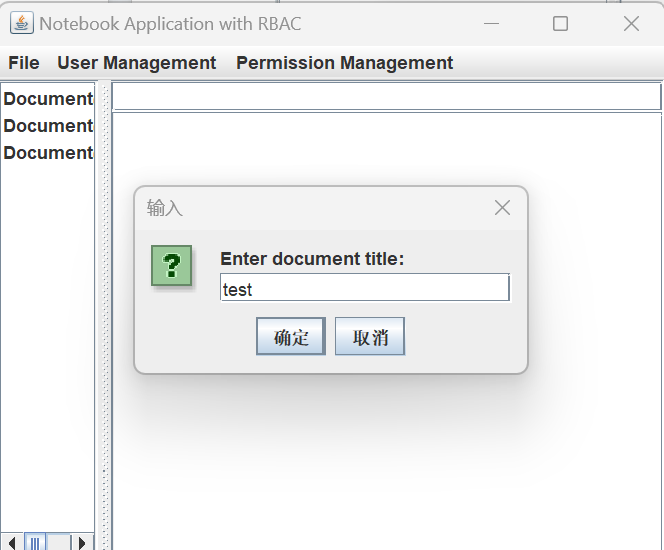 Notebook Application with RBAC
File User Management Permission Management
Document
Document
Document
输入
?
Enter document title:
test
确定 取消